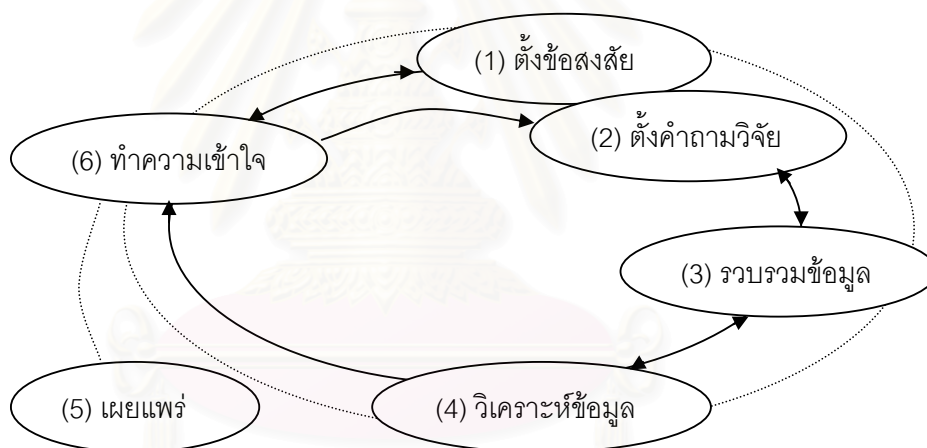 (1) ตั้งข้อสงสัย
(2) ตั้งคำถามวิจัย
(6) ทำความเข้าใจ
(3) รวบรวมข้อมูล
(5) เผยแพร่
(4) วิเคราะห์ข้อมูล